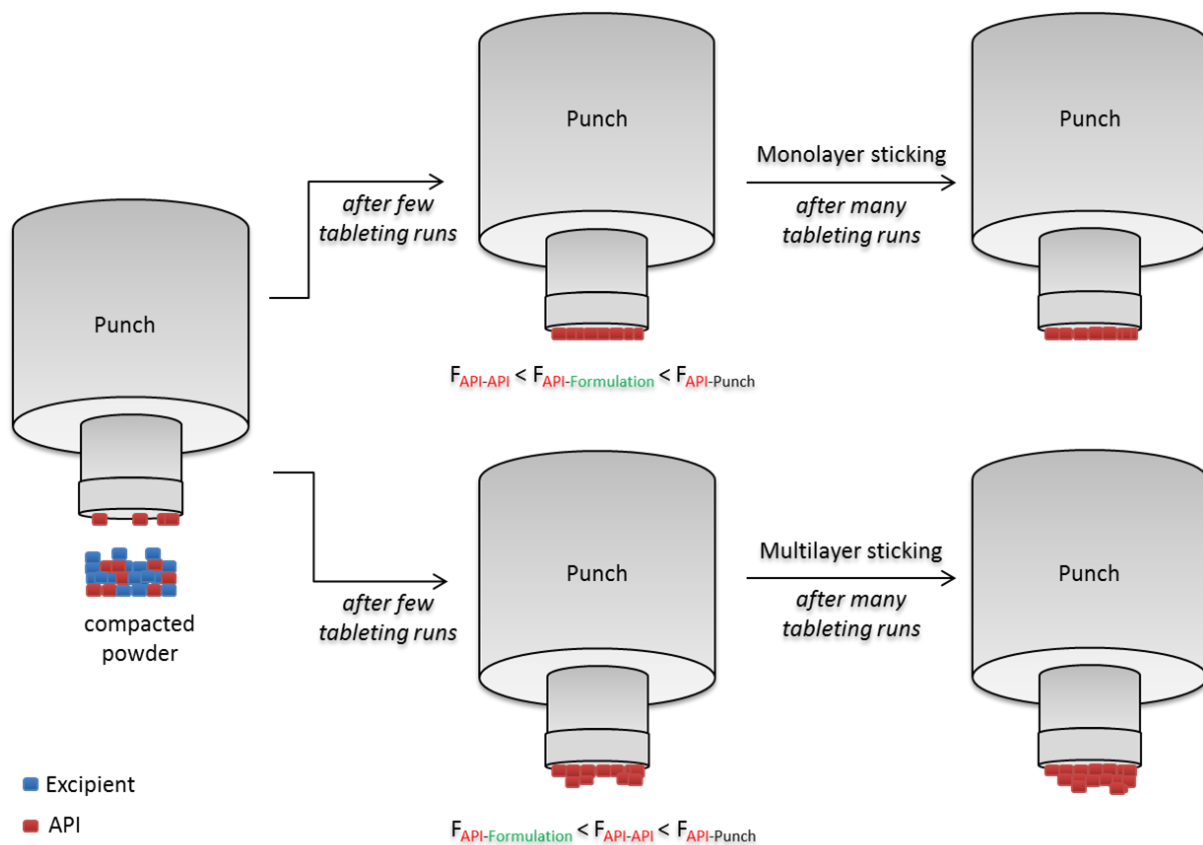 Punch
compacted
powder
after few
tableting runs
Punch
Monolayer sticking
after many
tableting runs
Punch
F API-API < F API-Formulation < F API-Punch
after few
tableting runs
Punch
Multilayer sticking
after many
tableting runs
Punch
F API-Formulation < F API-API < F API-Punch
Excipient
API